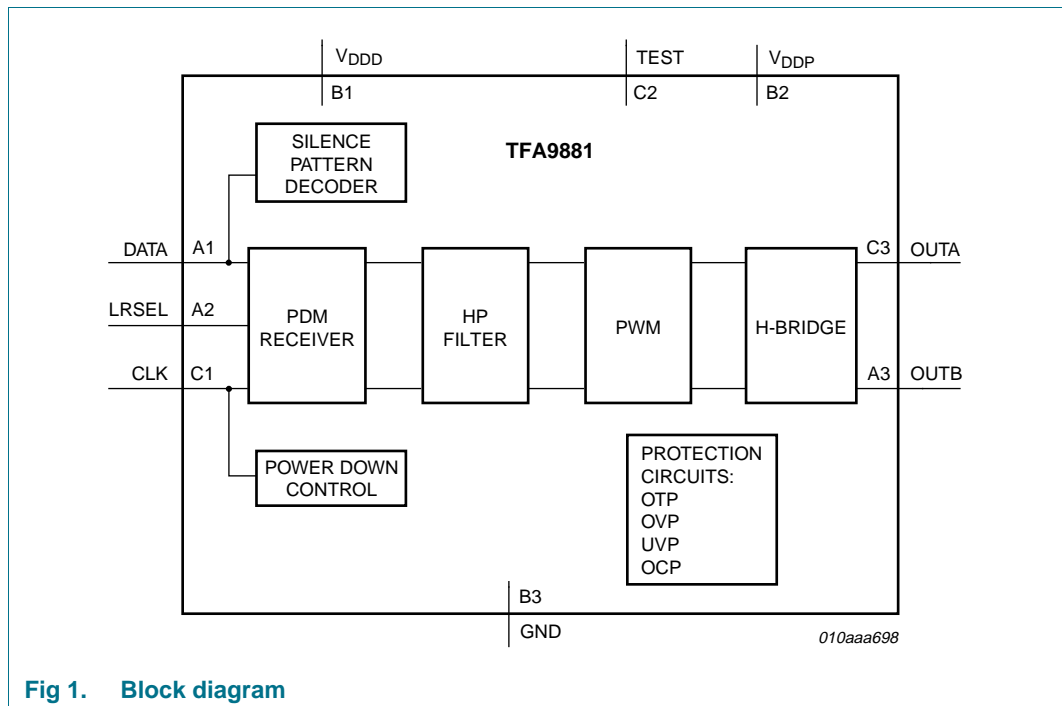 VDDD
TEST
VDDP
B1
C2
B2
SILENCE
PATTERN
DECODER
TFA9881
DATA
A1
C3
OUTA
LRSEL
A2
PDM
RECEIVER
HP
FILTER
PWM
H-BRIDGE
CLK
C1
A3
OUTB
POWER DOWN
CONTROL
PROTECTION
CIRCUITS:
OTP
OVP
UVP
OCP
B3
GND
010aaa698
Fig 1. Block diagram